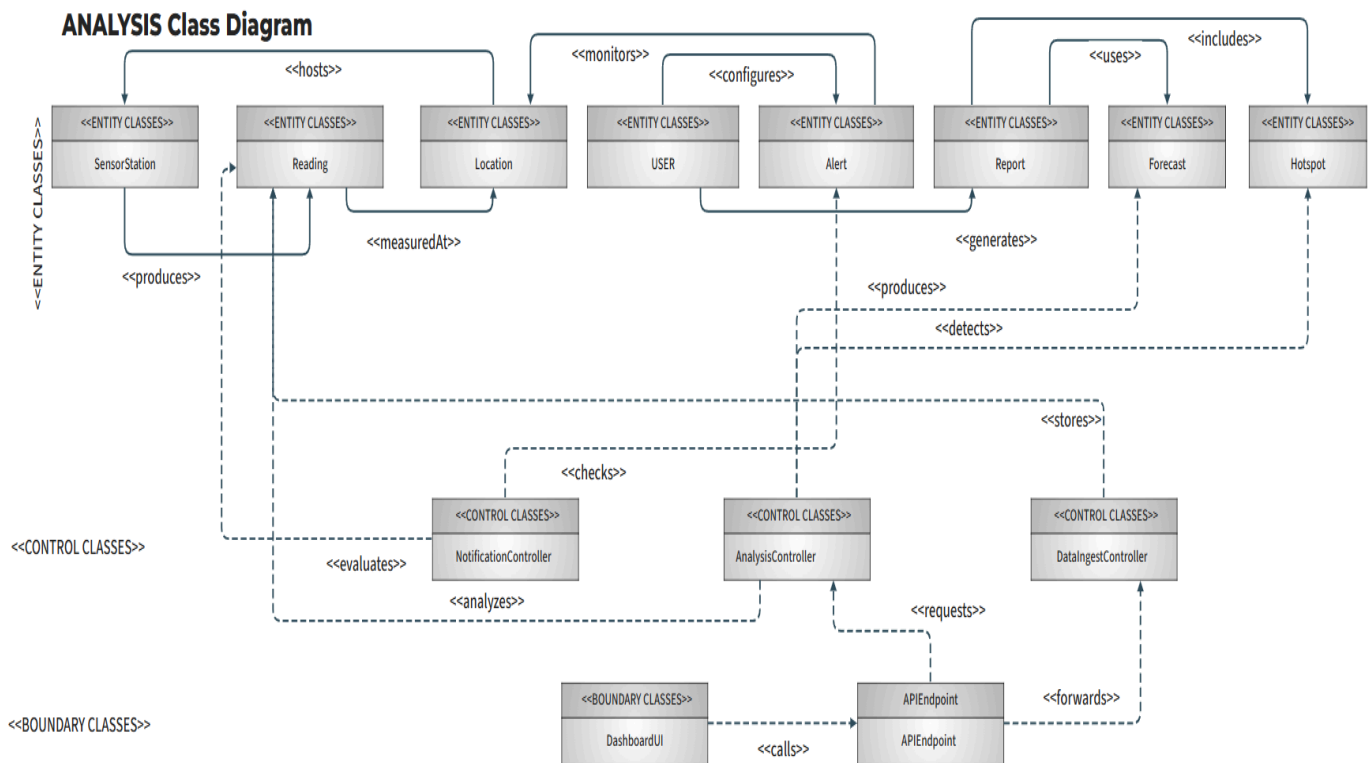 ANALYSIS Class Diagram
<<includes>>
<<monitors>>
<<uses>>
<<hosts>>
<<configures>>
<<ENTITY CLASSES>>
<<ENTITY CLASSES>>
SensorStation
<<ENTITY CLASSES>>
Reading
<<ENTITY CLASSES>>
Location
<<ENTITY CLASSES>>
USER
<<ENTITY CLASSES>>
Alert
<<ENTITY CLASSES>>
Report
<<ENTITY CLASSES>>
Forecast
<<ENTITY CLASSES>>
Hotspot
<<measuredAt>>
<<generates>>
<<produces>>
<<produces>>
<<detects>>
<<stores>>
<<checks>>
<<CONTROL CLASSES>>
<<CONTROL CLASSES>>
NotificationController
<<CONTROL CLASSES>>
AnalysisController
<<CONTROL CLASSES>>
DataIngestController
<<evaluates>>
<<analyzes>>
<<requests>>
<<BOUNDARY CLASSES>>
<<BOUNDARY CLASSES>>
DashboardUI
<<calls>>
APIEndpoint
APIEndpoint
<<forwards>>